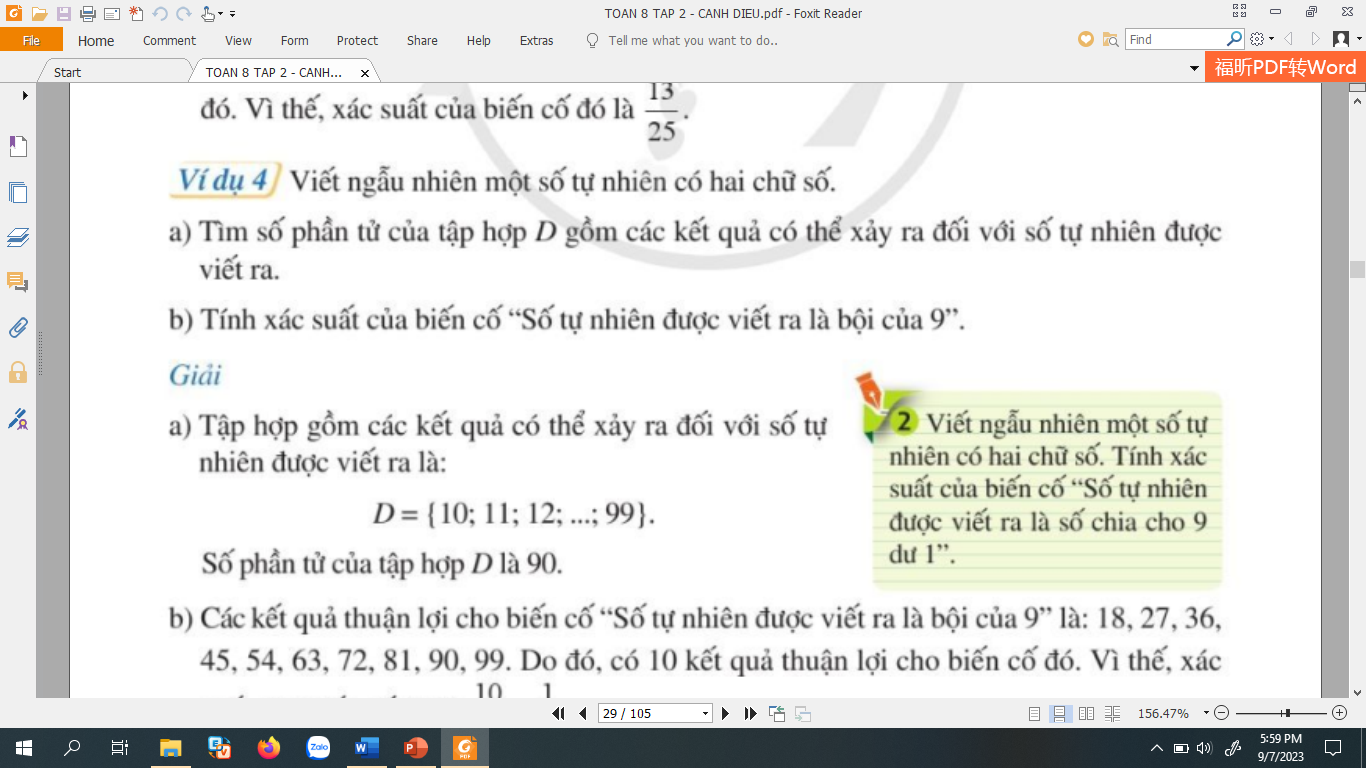 TOAN 8 TAP 2 - CANH DIEU.pdf - Foxit Reader
File Home Comment View Form Protect Share Help Extras Tell me what you want to do.. Find
Start TOAN 8 TAP 2 - CANH... 福昕PDF转Word
đó. Vì thế, xác suất của biến cố đó là 13/25.
Ví dụ 4 Viết ngẫu nhiên một số tự nhiên có hai chữ số.
a) Tìm số phần tử của tập hợp D gồm các kết quả có thể xảy ra đối với số tự nhiên được
viết ra.
b) Tính xác suất của biến cố “Số tự nhiên được viết ra là bội của 9”.
Giải
a) Tập hợp gồm các kết quả có thể xảy ra đối với số tự
nhiên được viết ra là:
D = {10; 11; 12; ...; 99}.
Số phần tử của tập hợp D là 90.
2 Viết ngẫu nhiên một số tự
nhiên có hai chữ số. Tính xác
suất của biến cố “Số tự nhiên
được viết ra là số chia cho 9
dư 1”.
b) Các kết quả thuận lợi cho biến cố “Số tự nhiên được viết ra là bội của 9” là: 18, 27, 36,
45, 54, 63, 72, 81, 90, 99. Do đó, có 10 kết quả thuận lợi cho biến cố đó. Vì thế, xác
10 1
29 / 105 156.47%
Zalo PDF 5:59 PM
9/7/2023